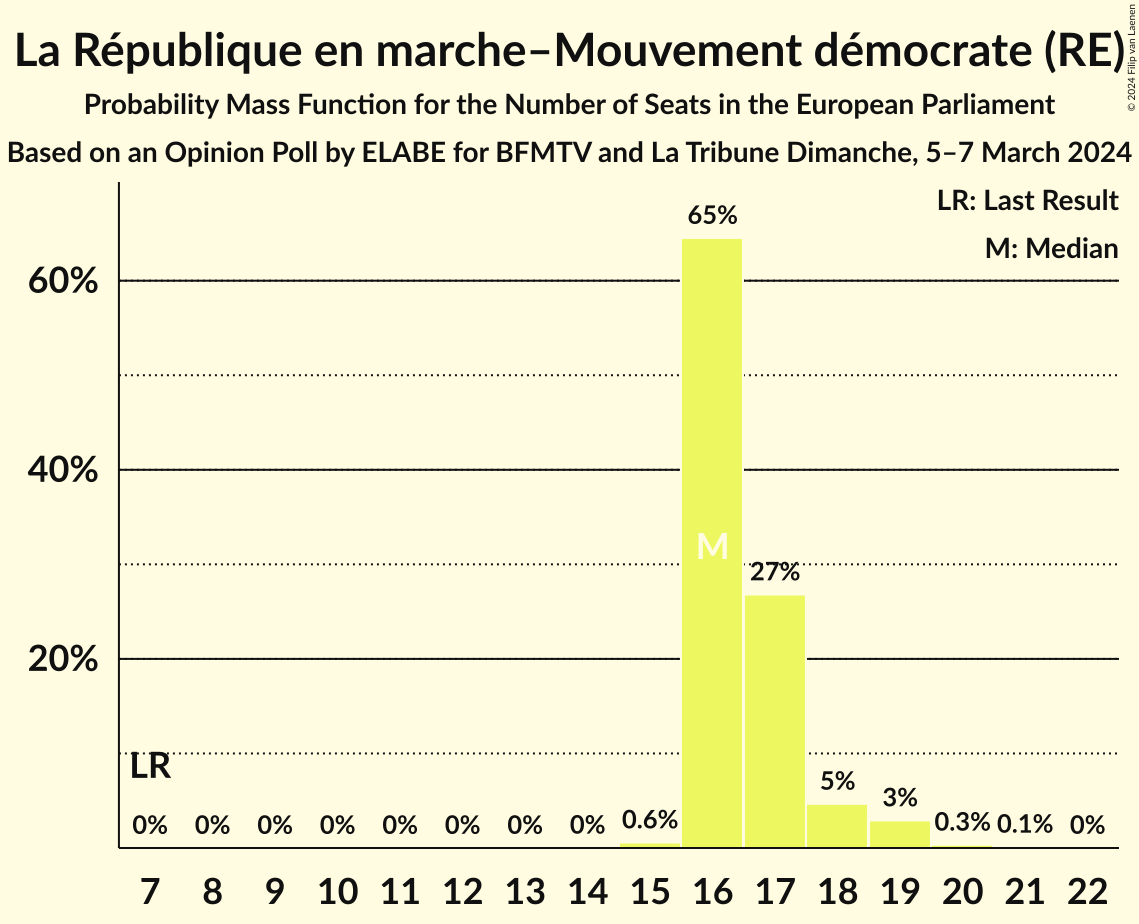 La République en marche–Mouvement démocrate (RE)
© 2024 Filip van Laenen
Probability Mass Function for the Number of Seats in the European Parliament
Based on an Opinion Poll by ELABE for BFMTV and La Tribune Dimanche, 5–7 March 2024
LR: Last Result
M: Median
60%
40%
20%
65%
M
27%
LR
0% 0% 0% 0% 0% 0% 0% 0% 0.6% 5% 3% 0.3% 0.1% 0%
7 8 9 10 11 12 13 14 15 16 17 18 19 20 21 22